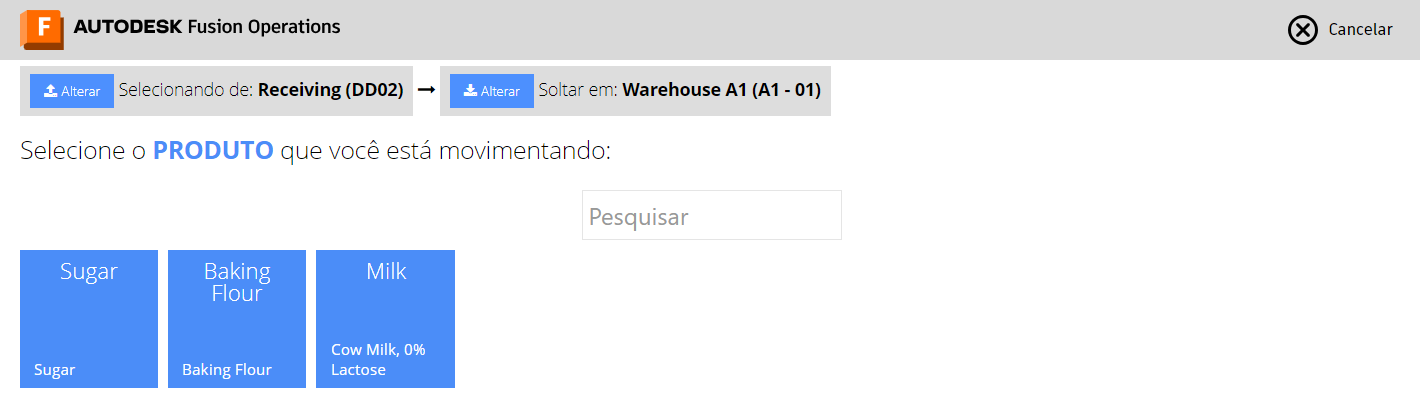 F AUTODESK Fusion Operations
Cancelar
Alterar Selecionando de: Receiving (DD02) → Alterar Soltar em: Warehouse A1 (A1 - 01)
Selecione o PRODUTO que você está movimentando:
Pesquisar
Sugar
Sugar
Baking
Flour
Baking Flour
Milk
Cow Milk, 0%
Lactose